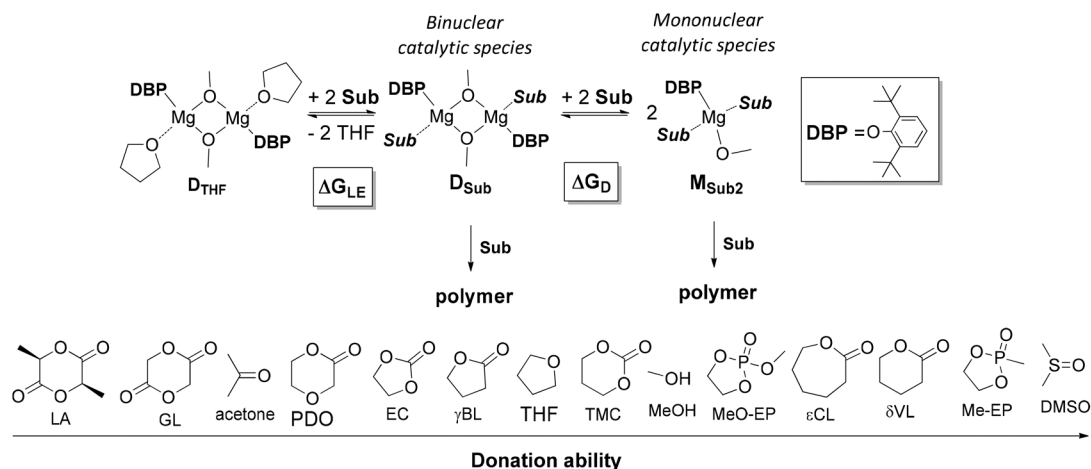 Binuclear
catalytic species
Mononuclear
catalytic species
DBP
O
O
Mg
Mg
O
O
DBP
D_THF
+ 2 Sub
- 2 THF
ΔG_LE
DBP
O
Sub
Mg
Mg
Sub
O
DBP
D_Sub
+ 2 Sub
ΔG_D
2
DBP
Sub
Mg
Sub
O
M_Sub2
DBP = O
Sub
polymer
Sub
polymer
O
O
O
O
LA
O
O
O
O
GL
O
acetone
O
O
O
PDO
O
O
O
EC
O
O
γBL
O
THF
O
O
O
TMC
OH
MeOH
O
O
P
O
O
MeO-EP
O
O
εCL
O
O
δVL
O
O
P
O
Me-EP
S=O
DMSO
Donation ability